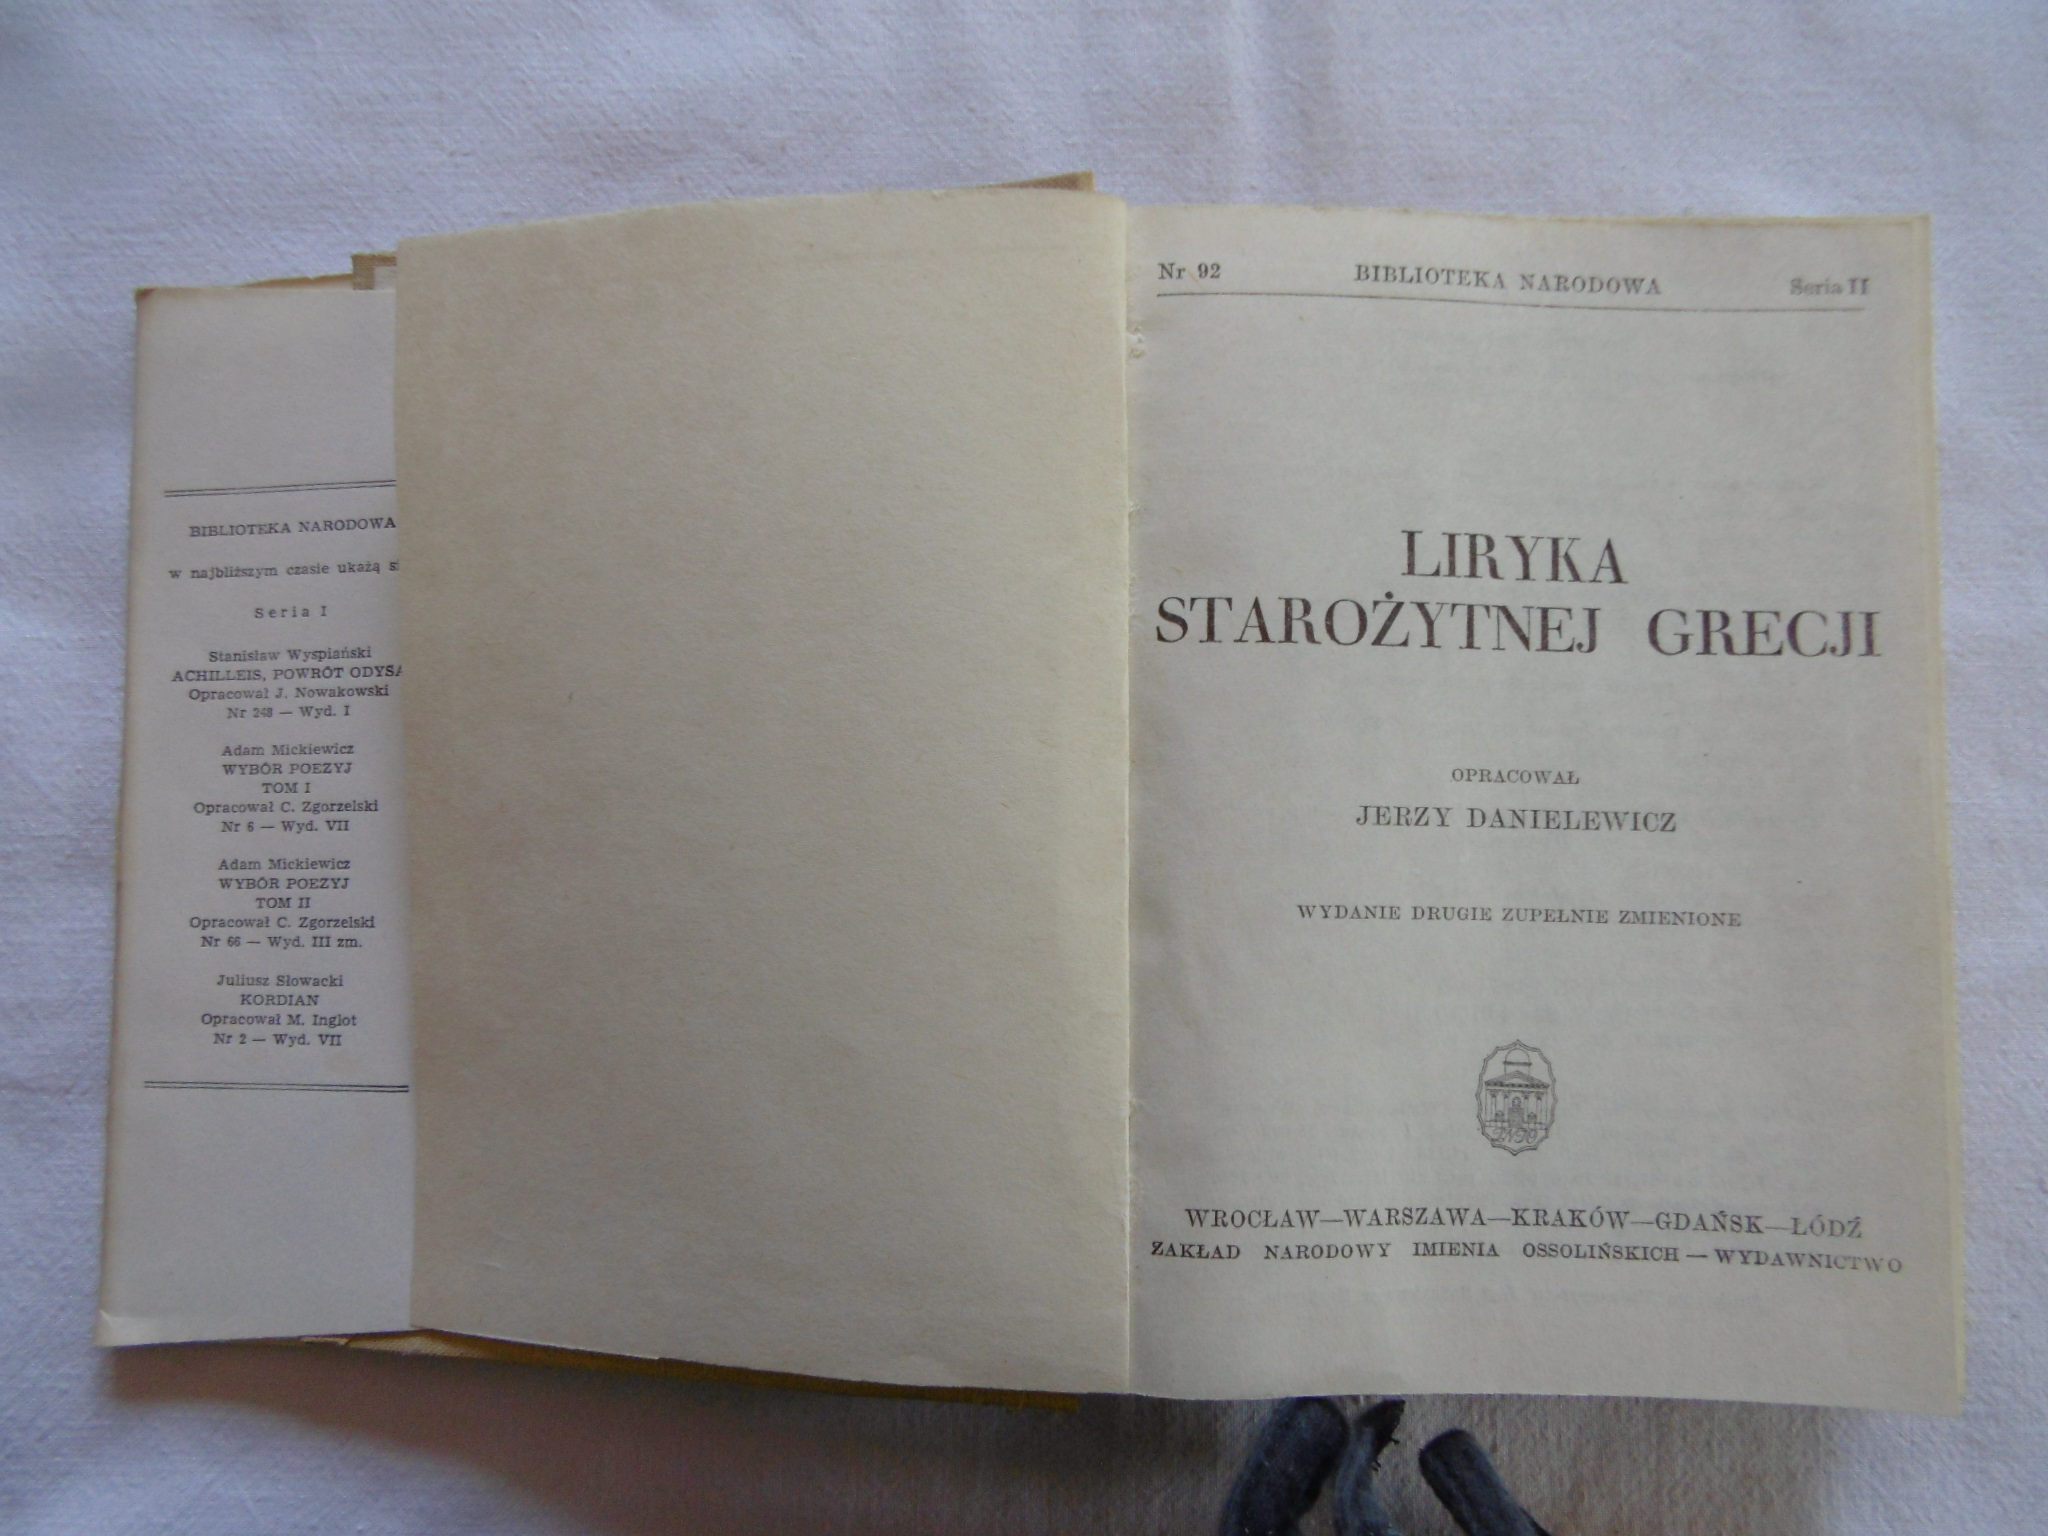 BIBLIOTEKA NARODOWA
w najbliższym czasie ukażą
Seria I
Stanisław Wyspiański
ACHILLEIS, POWRÓT ODYSA
Opracował J. Nowakowski
Nr 248 — Wyd. I
Adam Mickiewicz
WYBÓR POEZYJ
TOM I
Opracował C. Zgorzelski
Nr 6 — Wyd. VII
Adam Mickiewicz
WYBÓR POEZYJ
TOM II
Opracował C. Zgorzelski
Nr 66 — Wyd. III zm.
Juliusz Słowacki
KORDIAN
Opracował M. Inglot
Nr 2 — Wyd. VII
Nr 92 BIBLIOTEKA NARODOWA Seria II
LIRYKA
STAROŻYTNEJ GRECJI
OPRACOWAŁ
JERZY DANIELEWICZ
WYDANIE DRUGIE ZUPEŁNIE ZMIENIONE
WROCŁAW—WARSZAWA—KRAKÓW—GDAŃSK—ŁÓDŹ
ZAKŁAD NARODOWY IMIENIA OSSOLIŃSKICH — WYDAWNICTWO